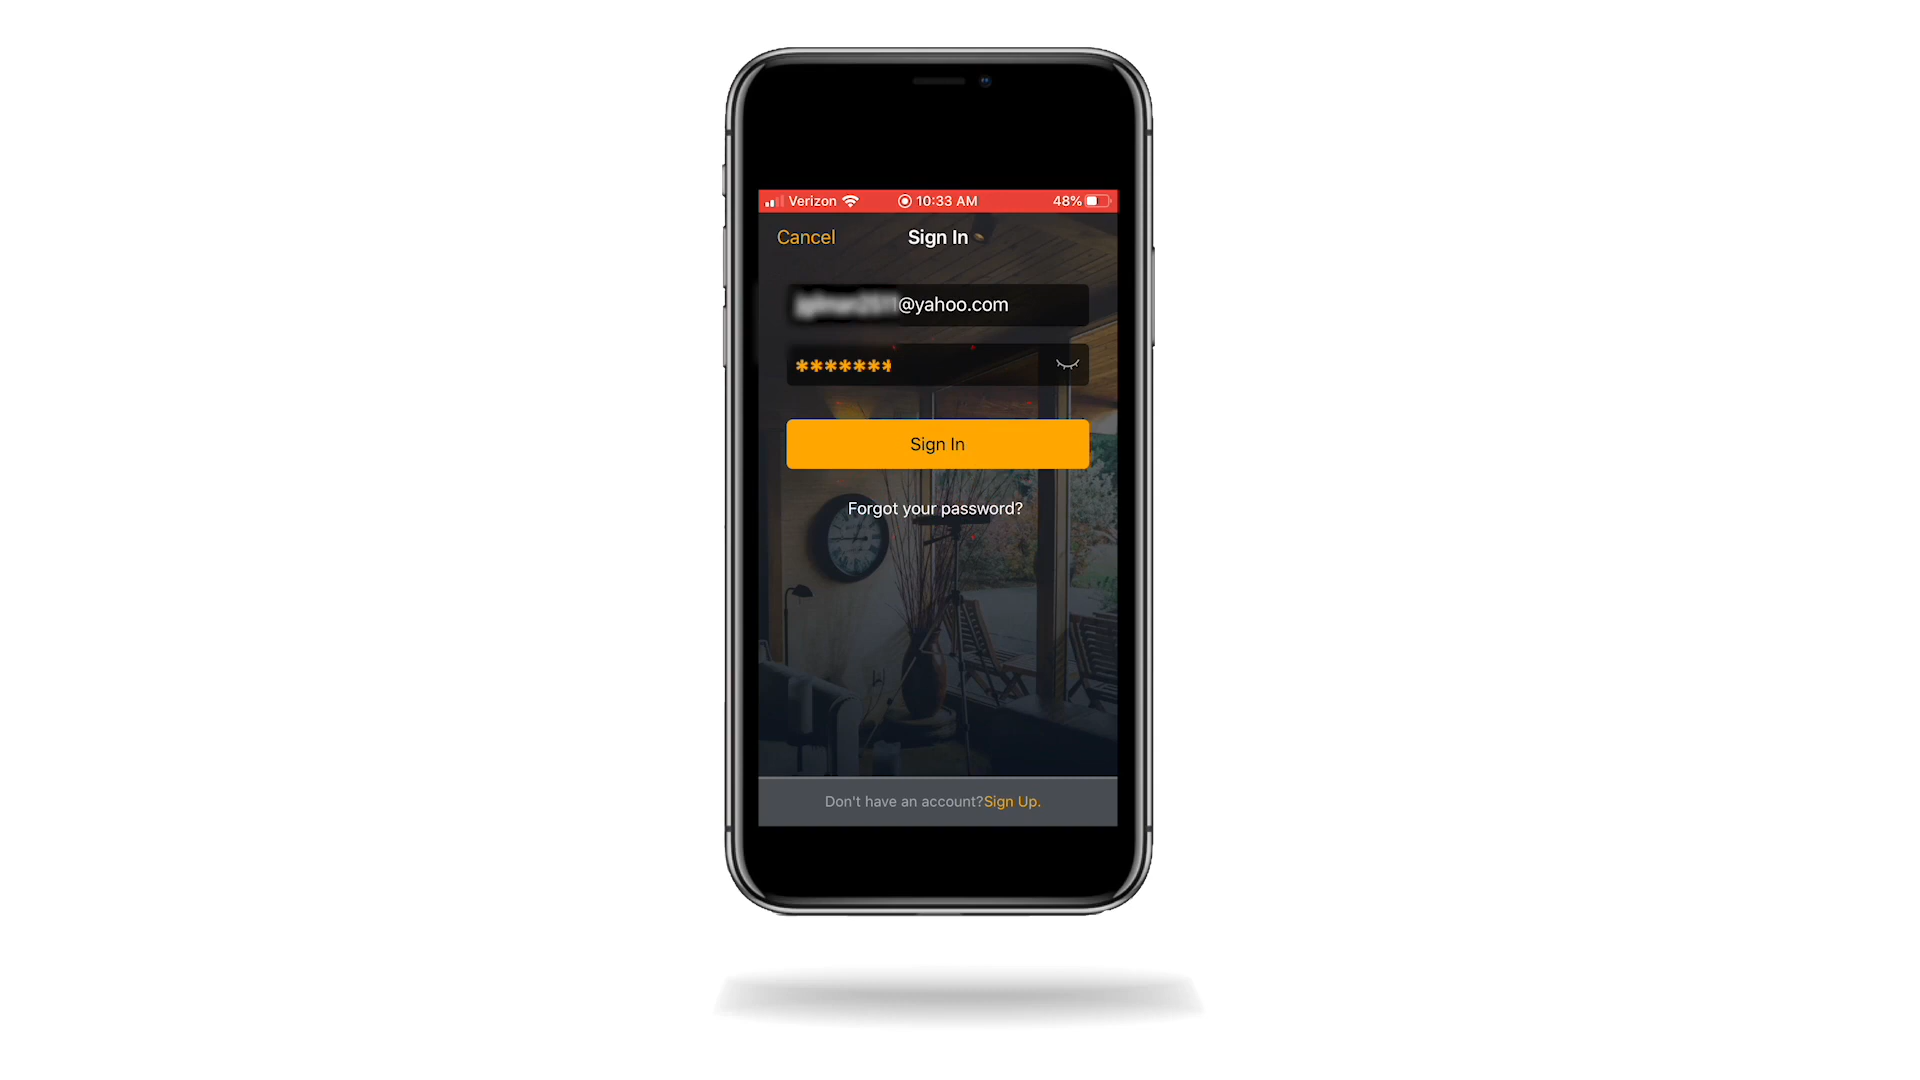 Verizon 10:33 AM 48%
Cancel Sign In
@yahoo.com
*******
Sign In
Forgot your password?
Don't have an account?Sign Up.